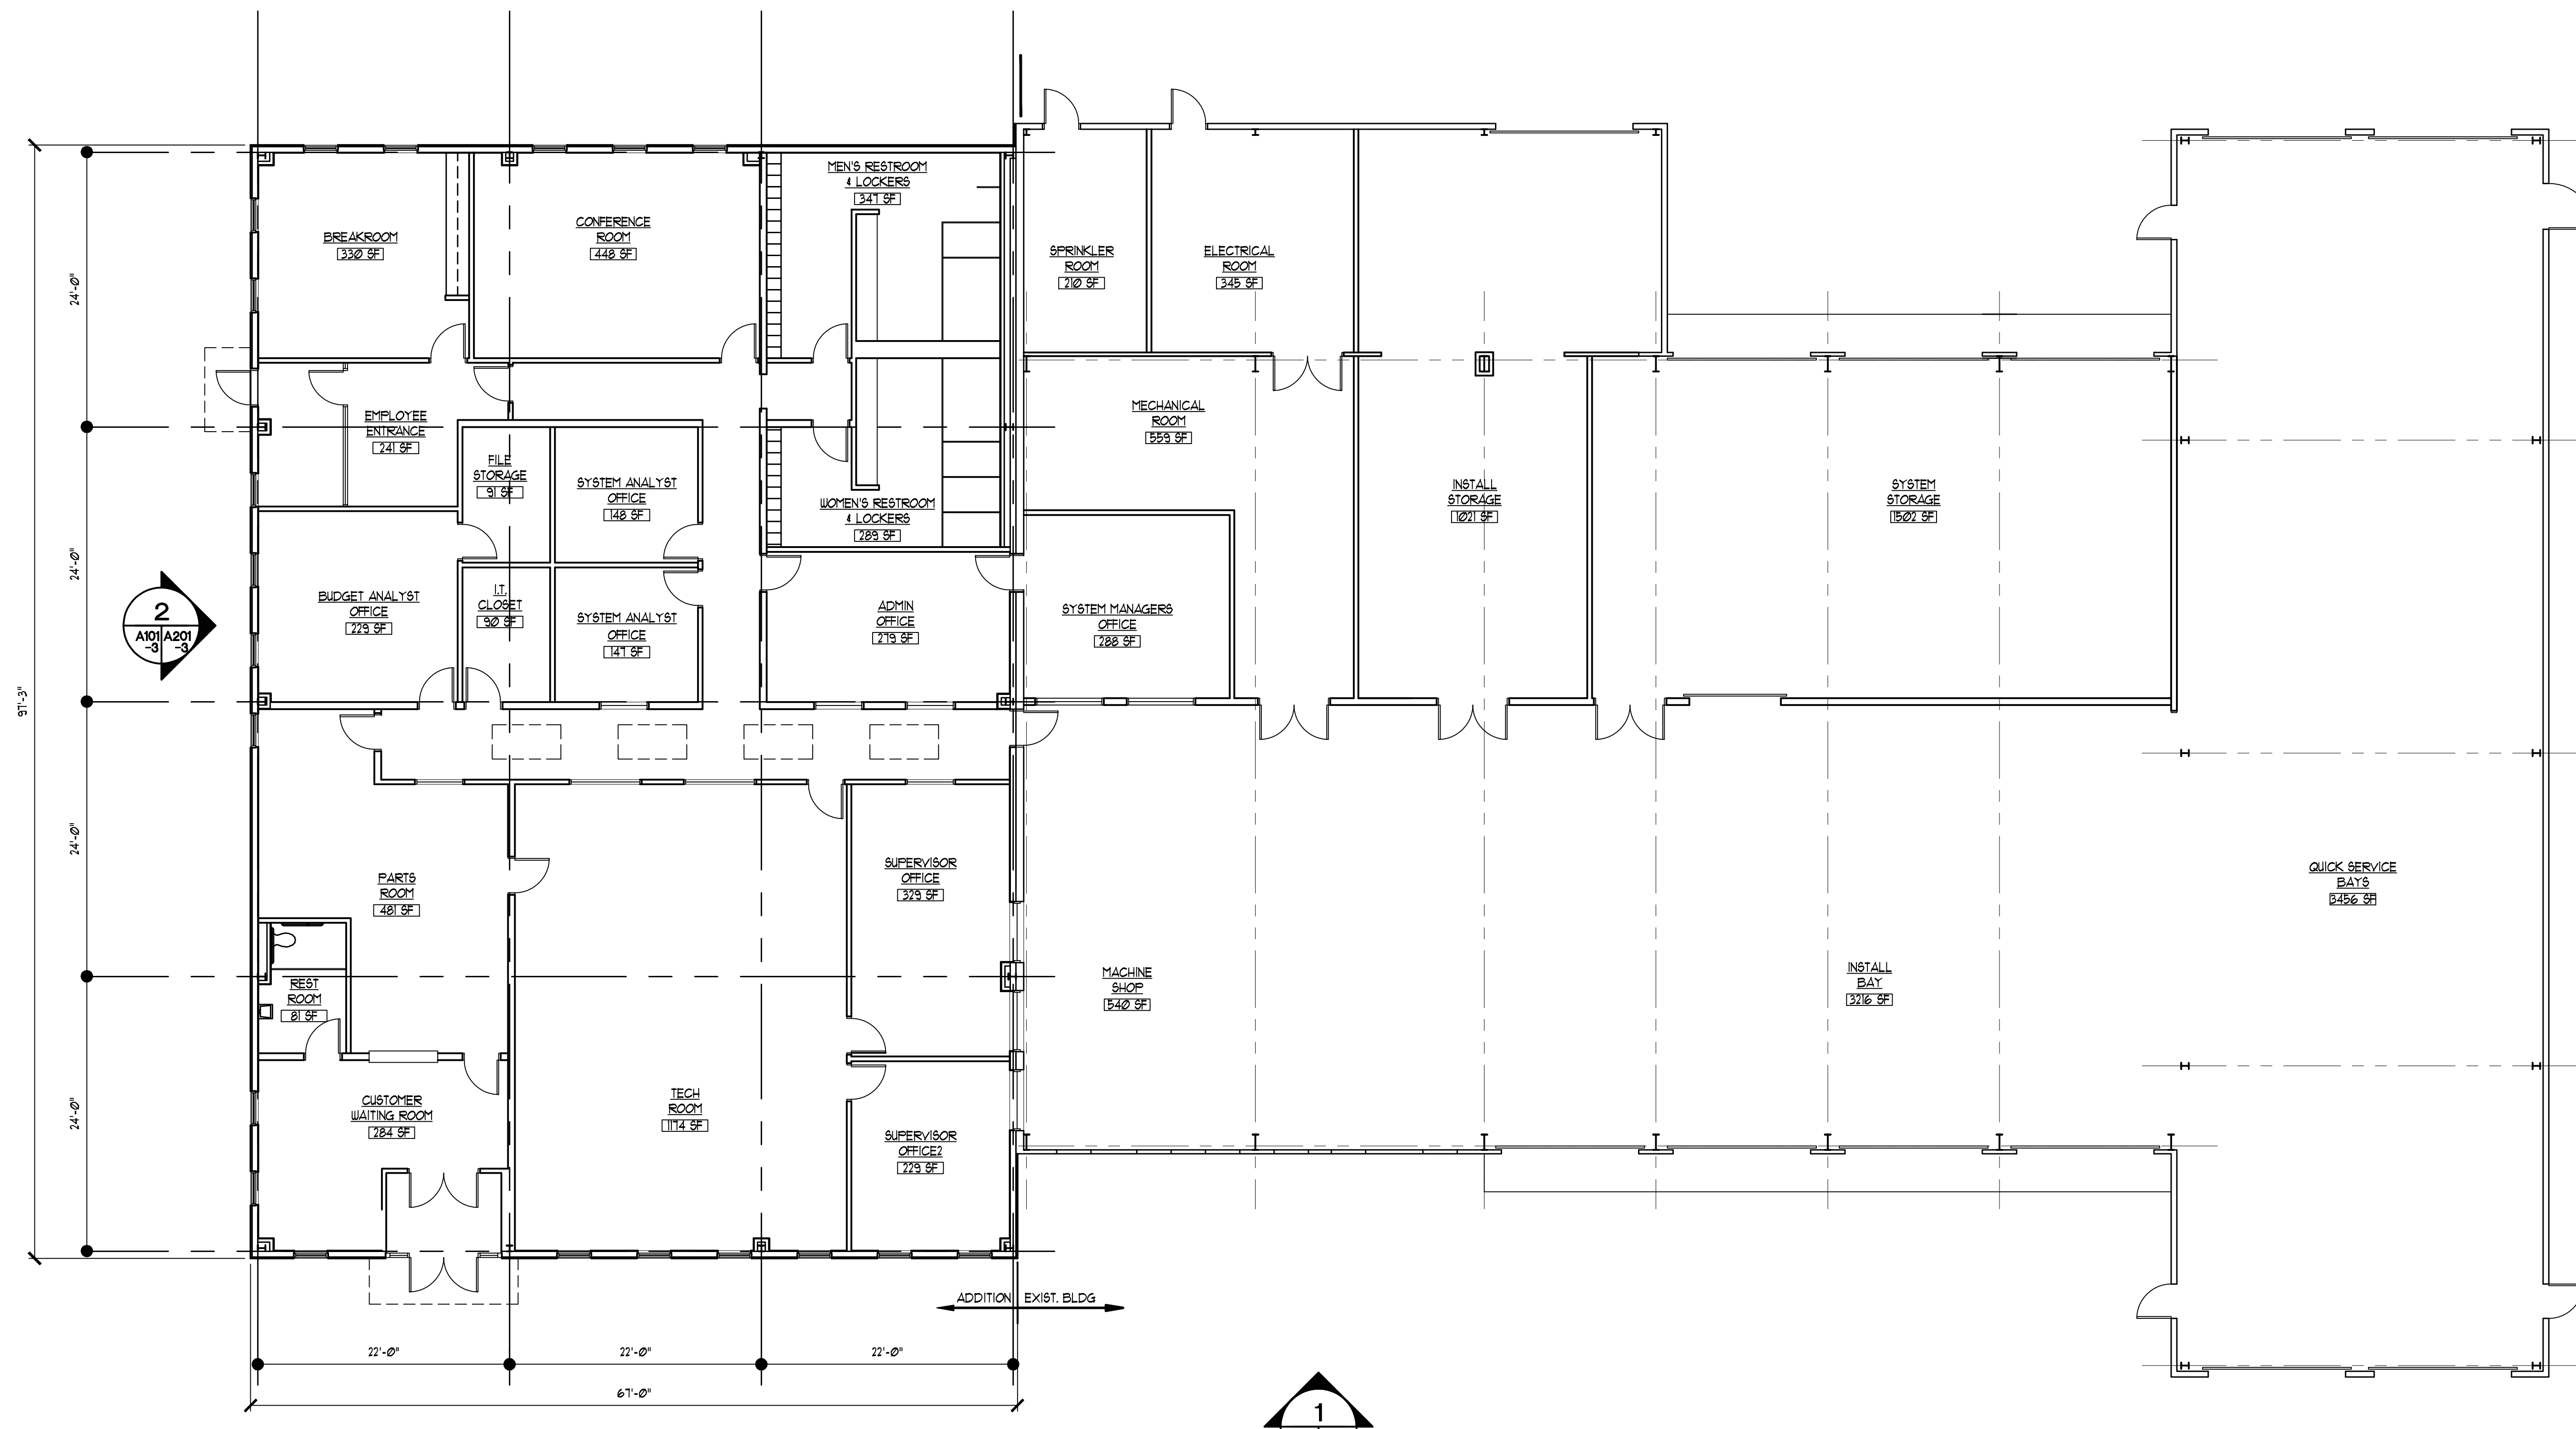 MEN'S RESTROOM
& LOCKERS
347 SF
BREAKROOM
330 SF
CONFERENCE
ROOM
448 SF
SPRINKLER
ROOM
210 SF
ELECTRICAL
ROOM
345 SF
24'-0"
EMPLOYEE
ENTRANCE
241 SF
FILE
STORAGE
91 SF
SYSTEM ANALYST
OFFICE
148 SF
WOMEN'S RESTROOM
& LOCKERS
289 SF
MECHANICAL
ROOM
559 SF
INSTALL
STORAGE
1021 SF
SYSTEM
STORAGE
1502 SF
24'-0"
2
A101 A201
-3 -3
BUDGET ANALYST
OFFICE
229 SF
I.T.
CLOSET
90 SF
SYSTEM ANALYST
OFFICE
147 SF
ADMIN
OFFICE
279 SF
SYSTEM MANAGERS
OFFICE
288 SF
97'-3"
24'-0"
PARTS
ROOM
481 SF
SUPERVISOR
OFFICE
329 SF
QUICK SERVICE
BAYS
3456 SF
REST
ROOM
81 SF
MACHINE
SHOP
540 SF
INSTALL
BAY
3216 SF
24'-0"
CUSTOMER
WAITING ROOM
284 SF
TECH
ROOM
1174 SF
SUPERVISOR
OFFICE2
229 SF
ADDITION EXIST. BLDG
22'-0" 22'-0" 22'-0"
67'-0"
1